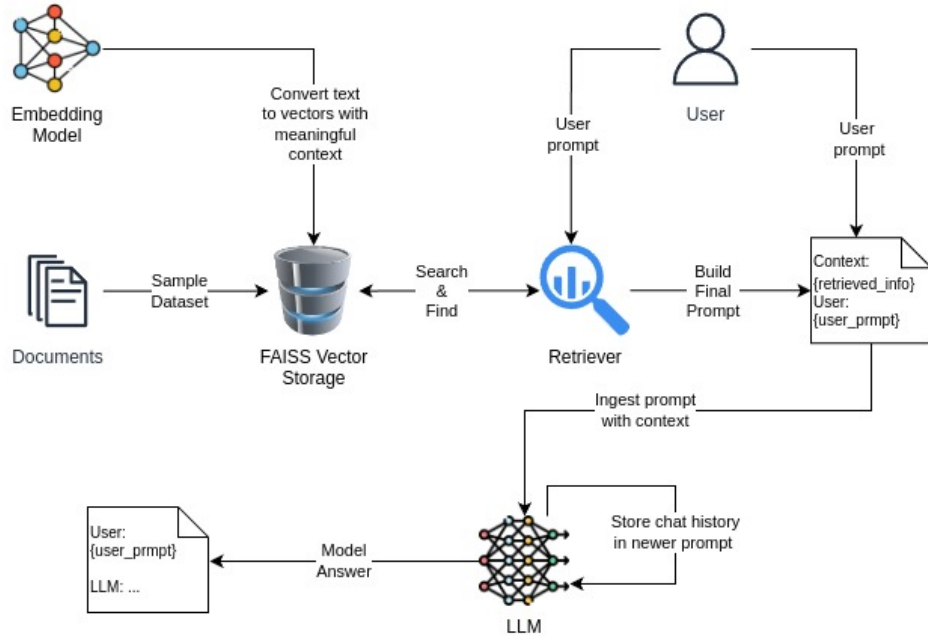 Embedding
Model
Convert text
to vectors with
meaningful
context
User
User
prompt
User
prompt
Documents
Sample
Dataset
FAISS Vector
Storage
Search
&
Find
Retriever
Build
Final
Prompt
Context:
{retrieved_info}
User:
{user_prmpt}
Ingest prompt
with context
Store chat history
in newer prompt
LLM
Model
Answer
User:
{user_prmpt}
LLM: ...